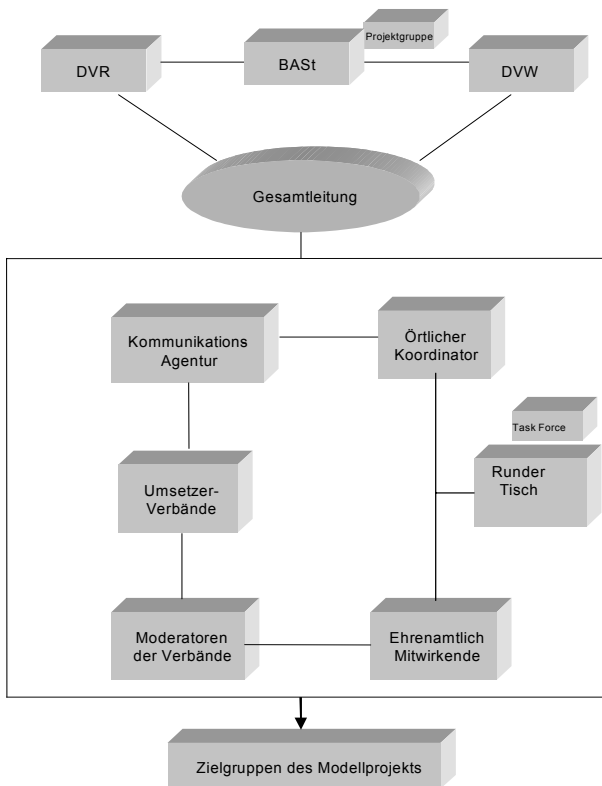 Projektgruppe
DVR
BASt
DVW
Gesamtleitung
Kommunikations
Agentur
Örtlicher
Koordinator
Task Force
Runder
Tisch
Umsetzer-
Verbände
Moderatoren
der Verbände
Ehrenamtlich
Mitwirkende
Zielgruppen des Modellprojekts